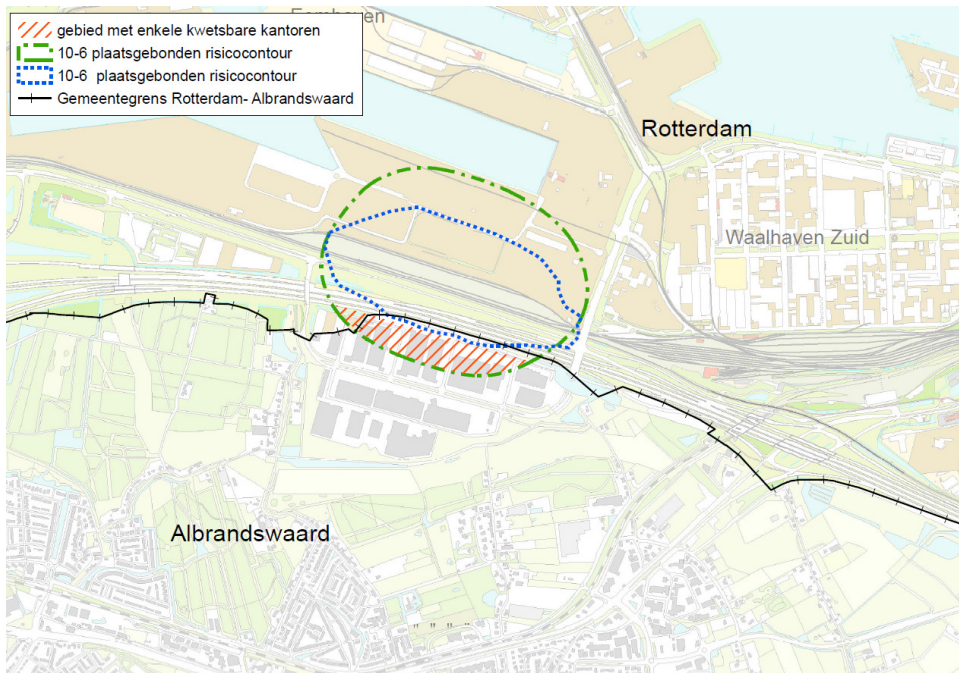 Eemhaven
gebied met enkele kwetsbare kantoren
10-6 plaatsgebonden risicocontour
10-6 plaatsgebonden risicocontour
Gemeentegrens Rotterdam- Albrandswaard
Rotterdam
Waalhaven Zuid
Albrandswaard